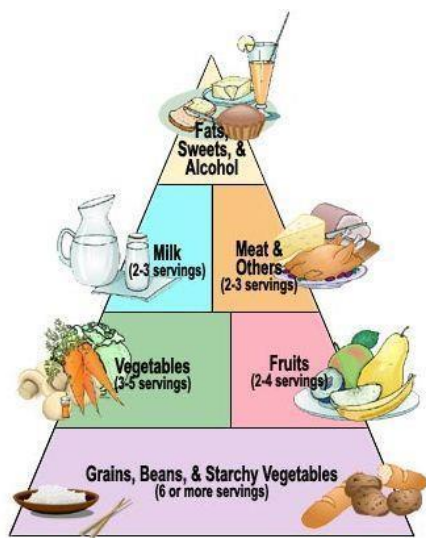 Fats,
Sweets, &
Alcohol
Milk
(2-3 servings)
Meat &
Others
(2-3 servings)
Vegetables
(3-5 servings)
Fruits
(2-4 servings)
Grains, Beans, & Starchy Vegetables
(6 or more servings)